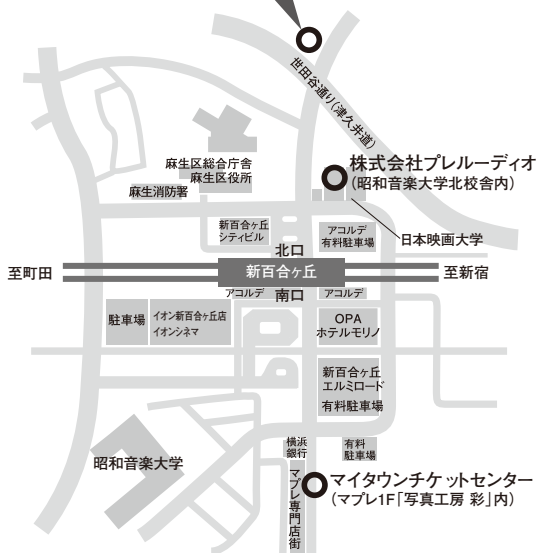 世田谷通り(津久井道)
麻生区総合庁舎
麻生区役所
麻生消防署
株式会社プレルーディオ
(昭和音楽大学北校舎内)
新百合ヶ丘
シティビル
北口
アコルデ
有料駐車場
日本映画大学
至町田
新百合ヶ丘
至新宿
アコルデ
南口
アコルデ
駐車場
イオン新百合ヶ丘店
イオンシネマ
OPA
ホテルモリノ
新百合ヶ丘
エルミロード
有料駐車場
昭和音楽大学
横浜
銀行
有料
駐車場
マプレ専門店街
マイタウンチケットセンター
(マプレ1F「写真工房 彩」内)